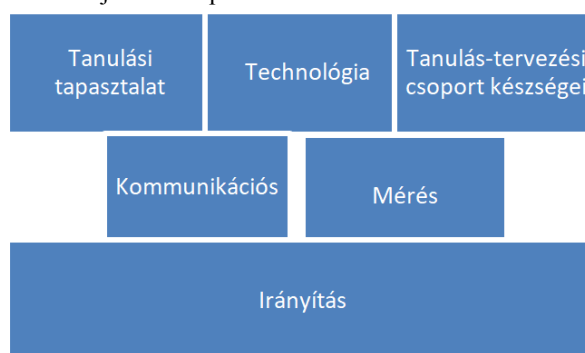 Tanulási
tapasztalat
Technológia
Tanulás-tervezési
csoport készségei
Kommunikációs
Mérés
Irányítás